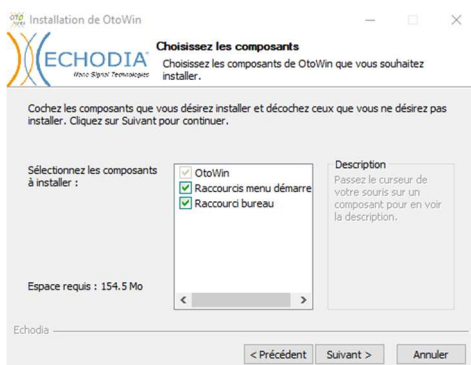 Installation de OtoWin
ECHODIA
Nano Signal Technologies
Choisissez les composants
Choisissez les composants de OtoWin que vous souhaitez
installer.
Cochez les composants que vous désirez installer et décochez ceux que vous ne désirez pas
installer. Cliquez sur Suivant pour continuer.
Sélectionnez les composants
à installer :
OtoWin
Raccourcis menu démarre
Raccourci bureau
Description
Passez le curseur de
votre souris sur un
composant pour en voir
la description.
Espace requis : 154.5 Mo
Echodia
< Précédent
Suivant >
Annuler